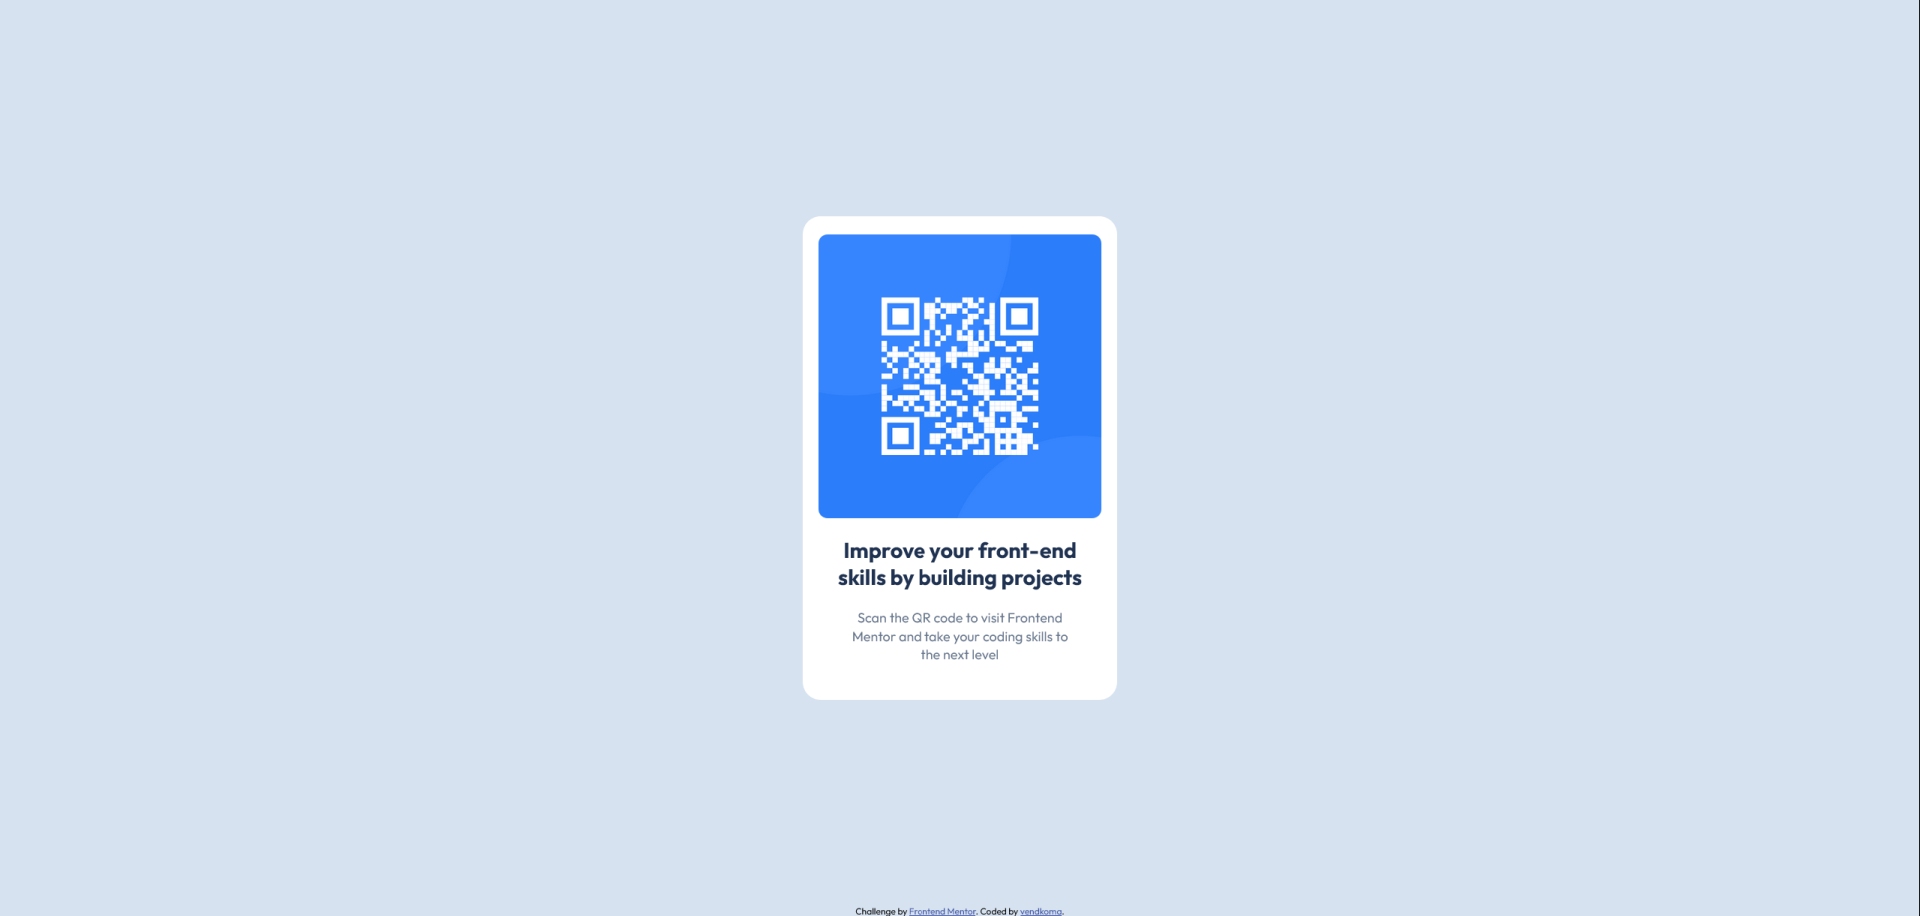 Improve your front-end
skills by building projects
Scan the QR code to visit Frontend
Mentor and take your coding skills to
the next level
Challenge by Frontend Mentor. Coded by vendkoma.